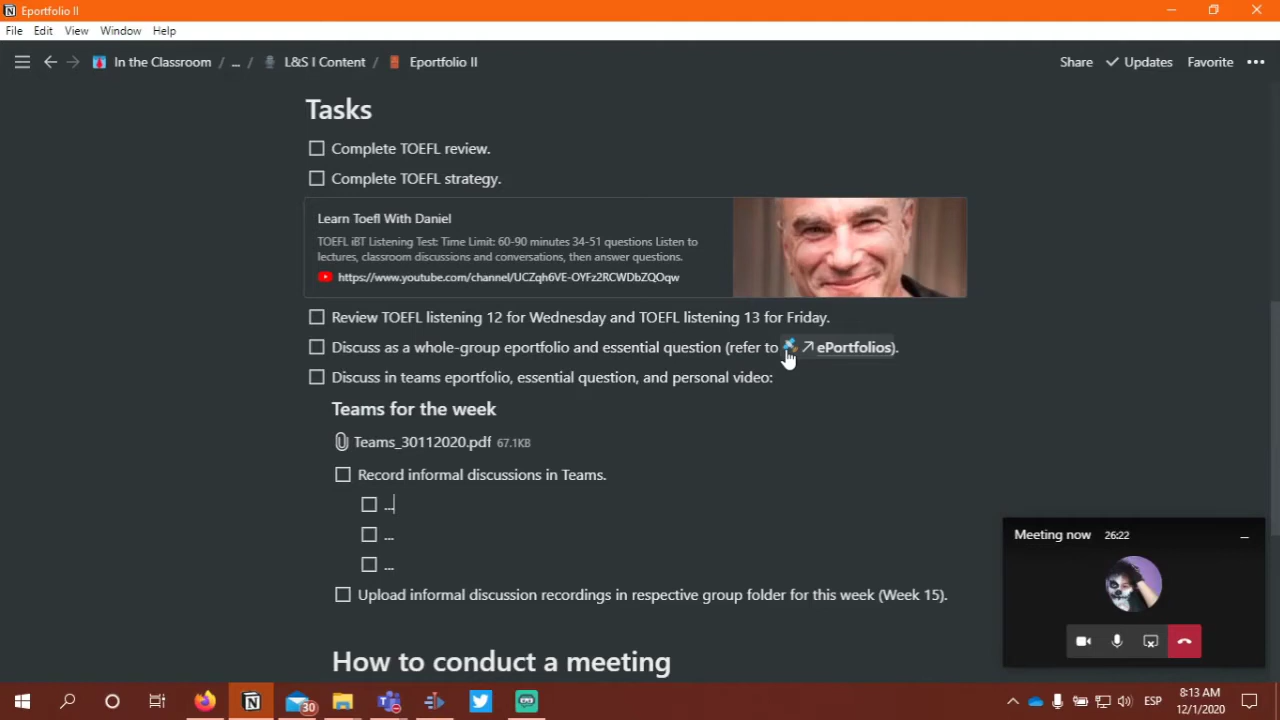 Eportfolio II
File Edit View Window Help
In the Classroom / ... / L&S I Content / Eportfolio II
Share Updates Favorite •••
Tasks
Complete TOEFL review.
Complete TOEFL strategy.
Learn Toefl With Daniel
TOEFL iBT Listening Test: Time Limit: 60-90 minutes 34-51 questions Listen to
lectures, classroom discussions and conversations, then answer questions.
https://www.youtube.com/channel/UCZqh6VE-OYFz2RCWDbZQOqw
Review TOEFL listening 12 for Wednesday and TOEFL listening 13 for Friday.
Discuss as a whole-group eportfolio and essential question (refer to ePortfolios).
Discuss in teams eportfolio, essential question, and personal video:
Teams for the week
Teams_30112020.pdf 67.1KB
Record informal discussions in Teams.
...
...
...
Meeting now 26:22
Upload informal discussion recordings in respective group folder for this week (Week 15).
How to conduct a meeting
30
ESP
8:13 AM
12/1/2020